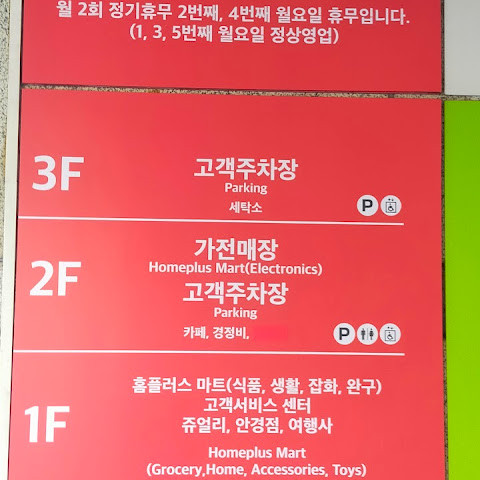 월 2회 정기휴무 2번째, 4번째 월요일 휴무입니다.
(1, 3, 5번째 월요일 정상영업)
3F
고객주차장
Parking
세탁소
P
2F
가전매장
Homeplus Mart(Electronics)
고객주차장
Parking
카페, 경정비,
P
1F
홈플러스 마트(식품, 생활, 잡화, 완구)
고객서비스 센터
쥬얼리, 안경점, 여행사
Homeplus Mart
(Grocery,Home, Accessories, Toys)